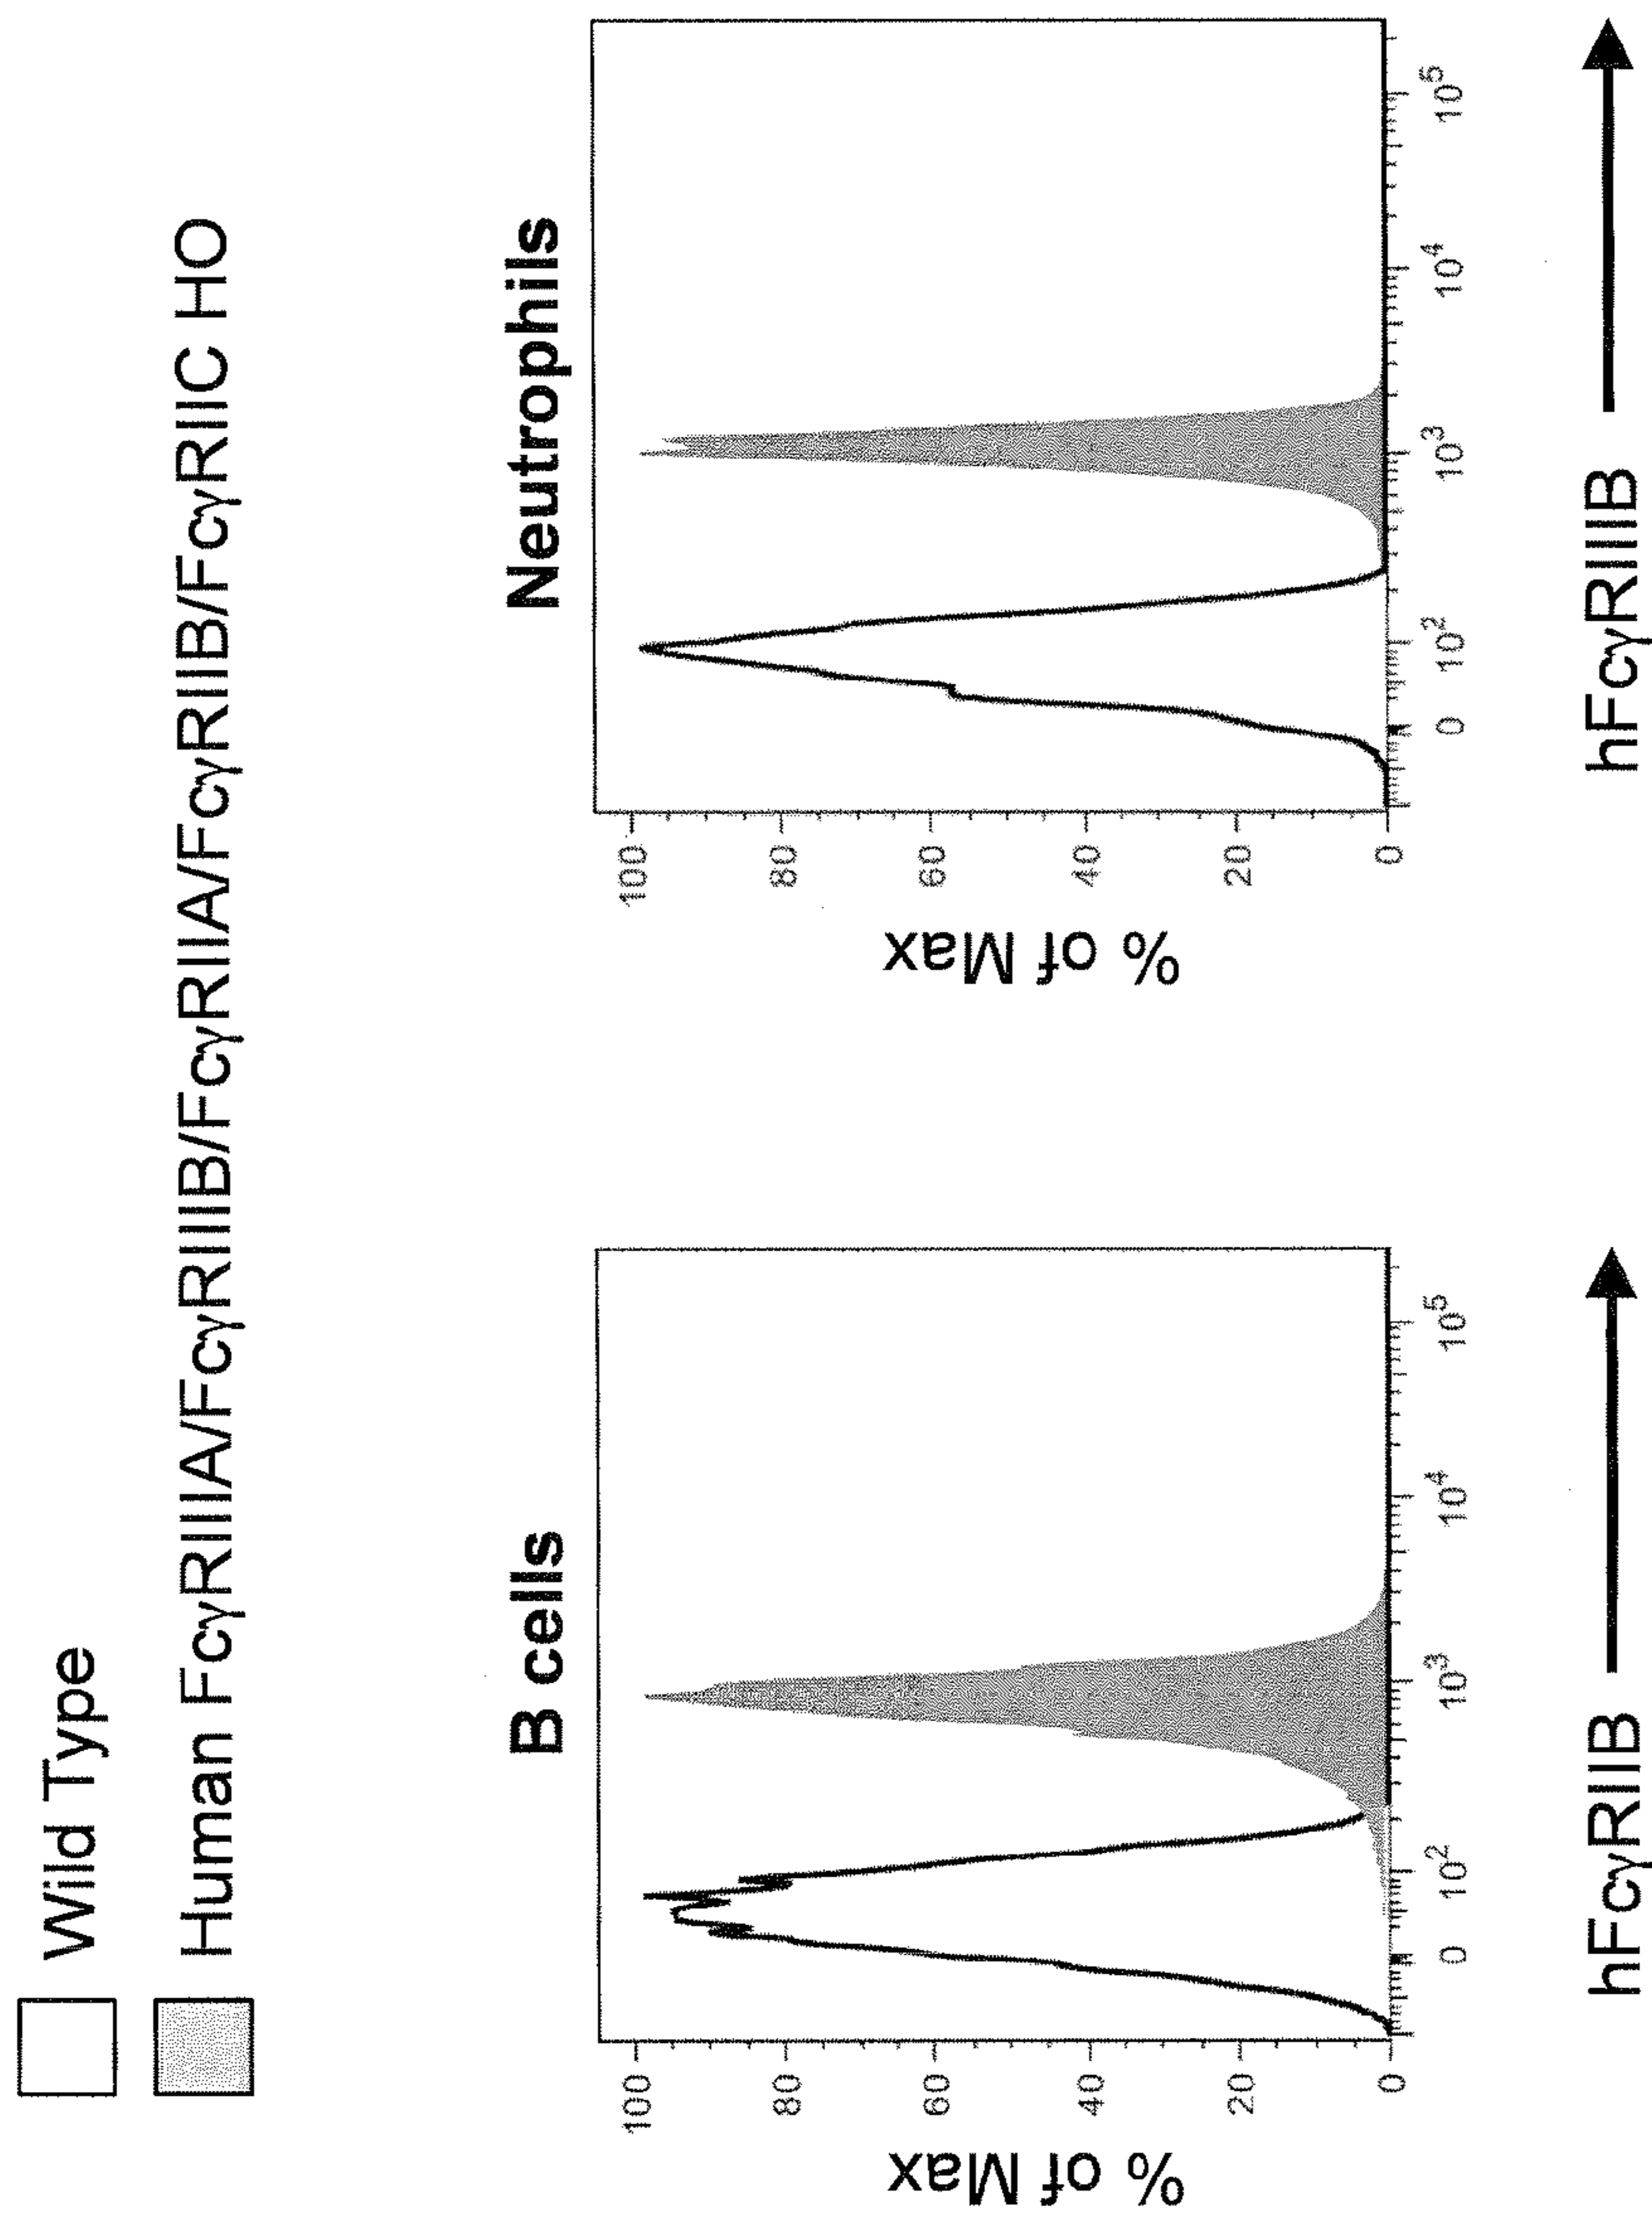 Wild Type
Human FcγRIIIA/FcγRIIIB/FcγRIIA/FcγRIIB/FcγRIIC HO
B cells
% of Max
100
80
60
40
20
0
0 10² 10³ 10⁴ 10⁵
hFcγRIIB
Neutrophils
% of Max
100
80
60
40
20
0
0 10² 10³ 10⁴ 10⁵
hFcγRIIIB